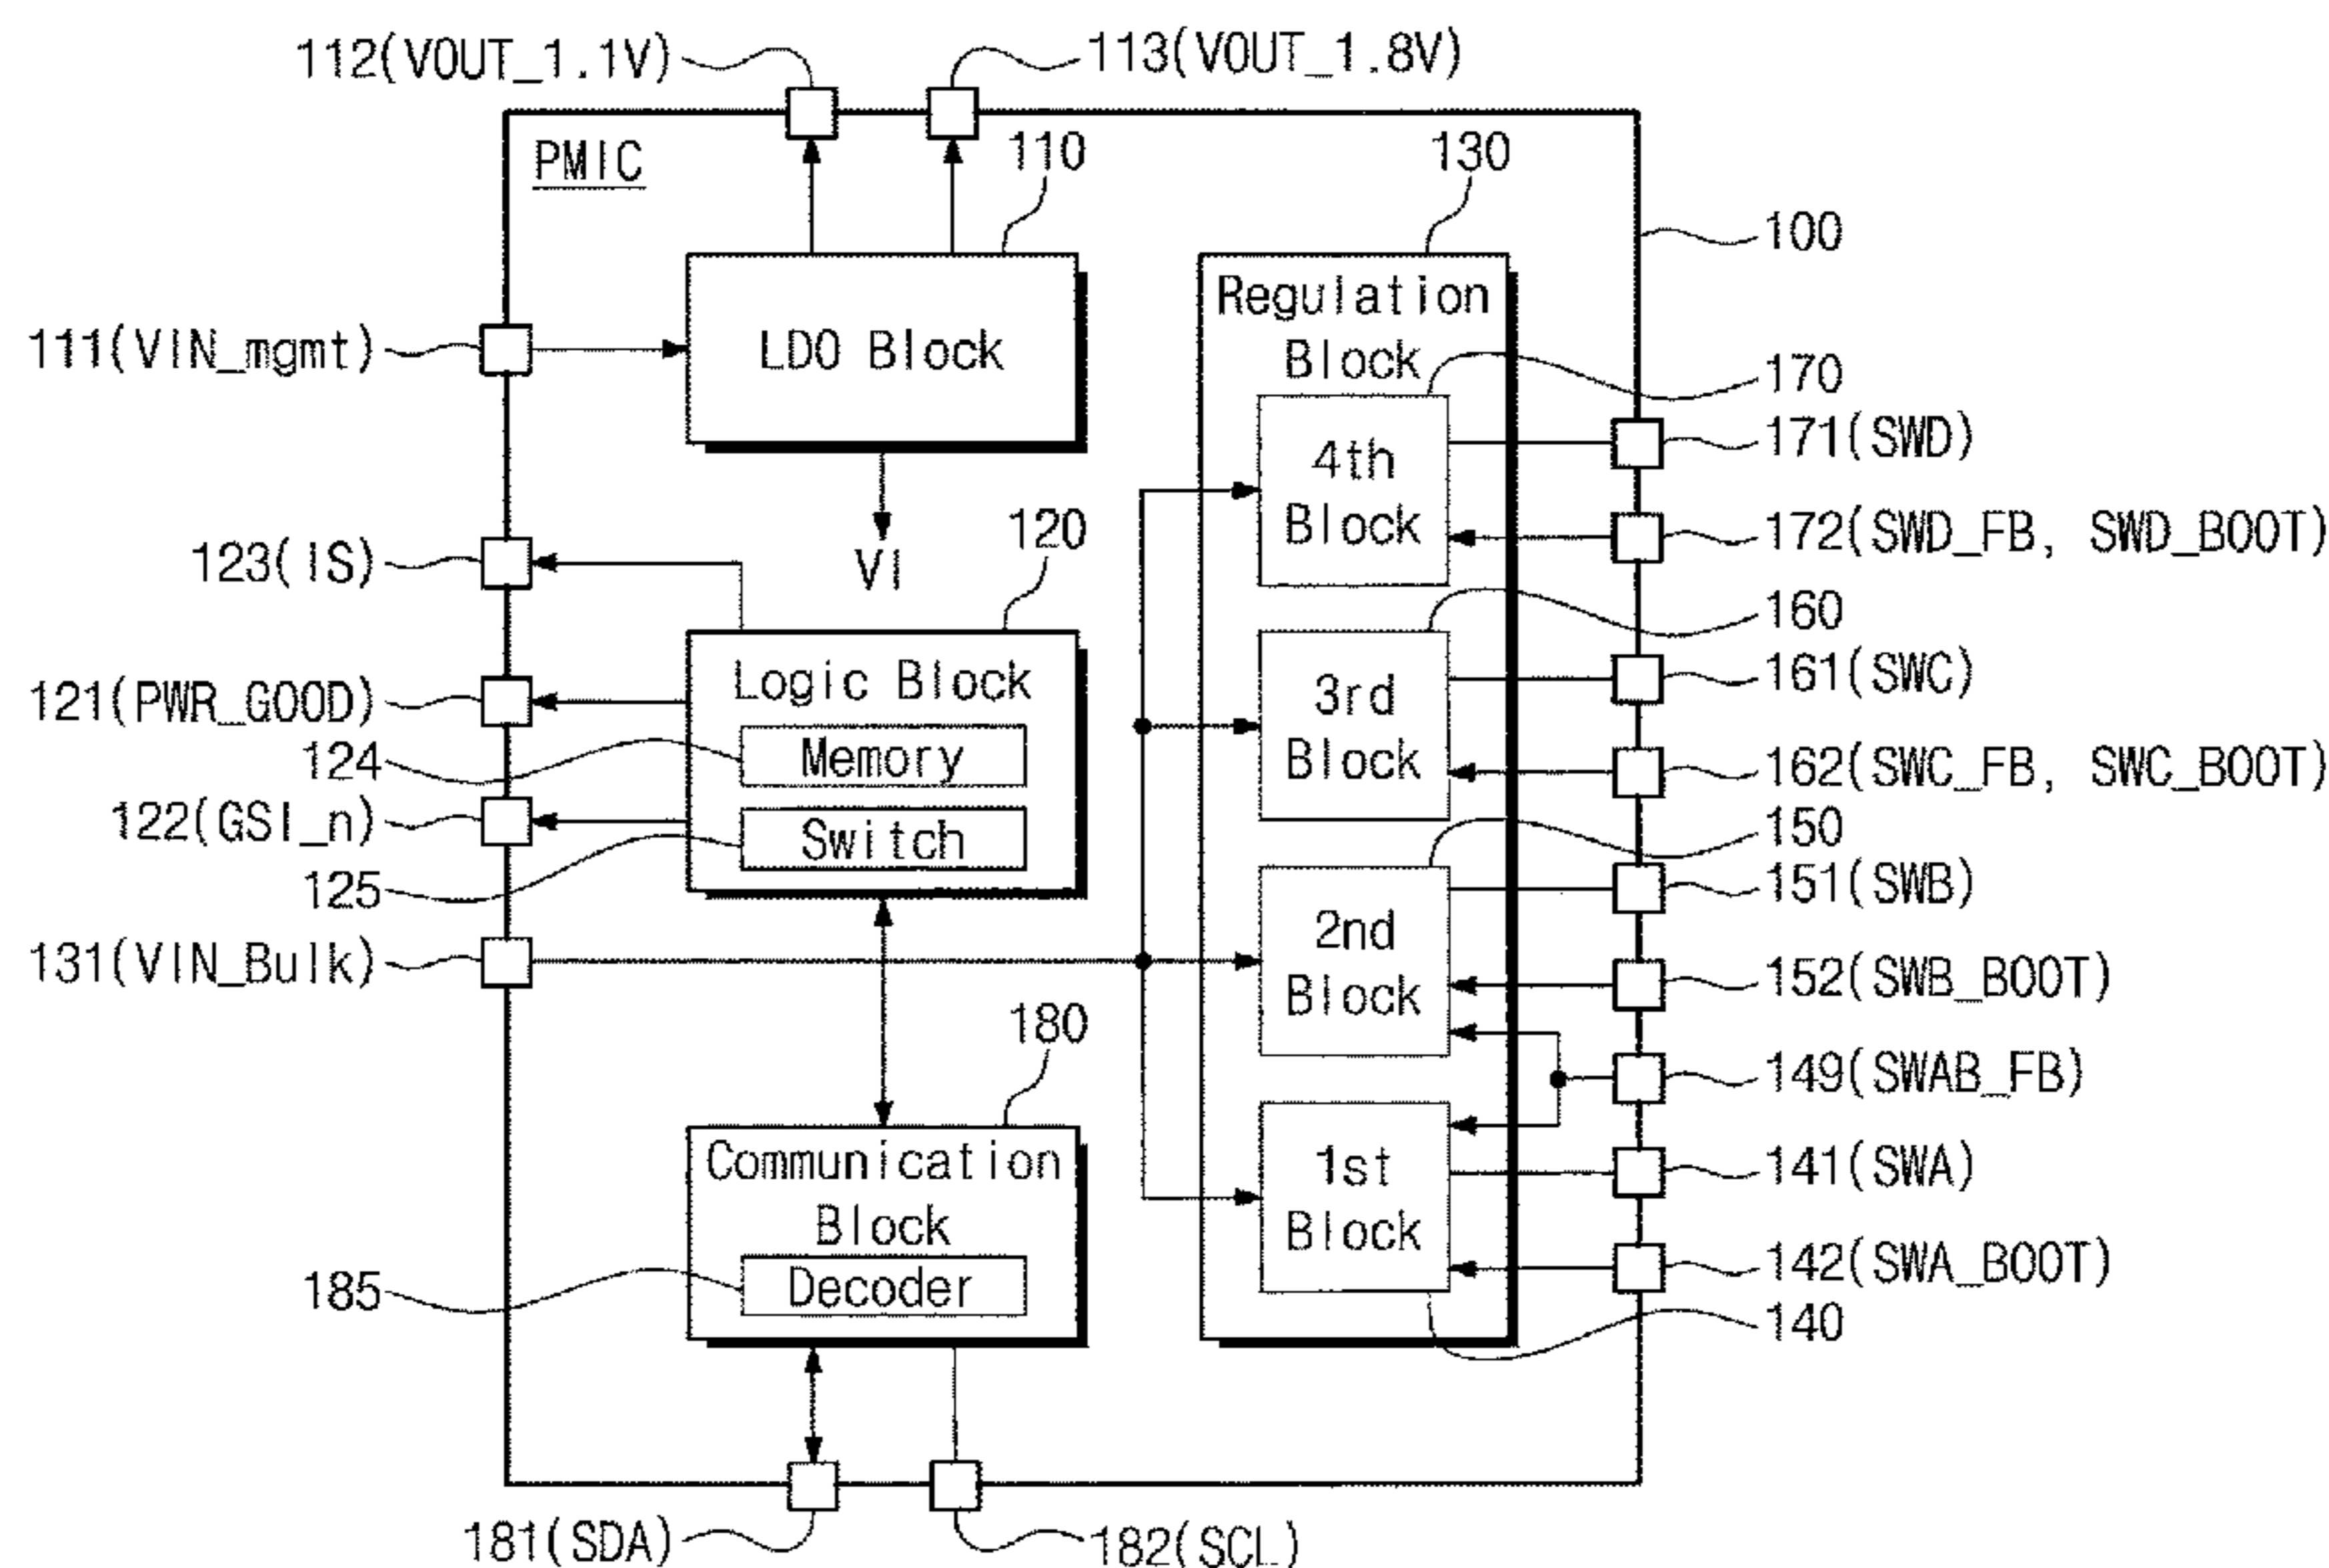 112(VOUT_1.1V)
113(VOUT_1.8V)
PMIC
110
130
100
LDO Block
111(VIN_mgmt)
VI
Regulation
Block
170
4th
Block
171(SWD)
172(SWD_FB, SWD_BOOT)
123(IS)
120
160
Logic Block
Memory
Switch
121(PWR_GOOD)
124
122(GSI_n)
125
131(VIN_Bulk)
3rd
Block
161(SWC)
162(SWC_FB, SWC_BOOT)
150
2nd
Block
151(SWB)
152(SWB_BOOT)
149(SWAB_FB)
180
Communication
Block
Decoder
185
1st
Block
141(SWA)
142(SWA_BOOT)
140
181(SDA)
182(SCL)